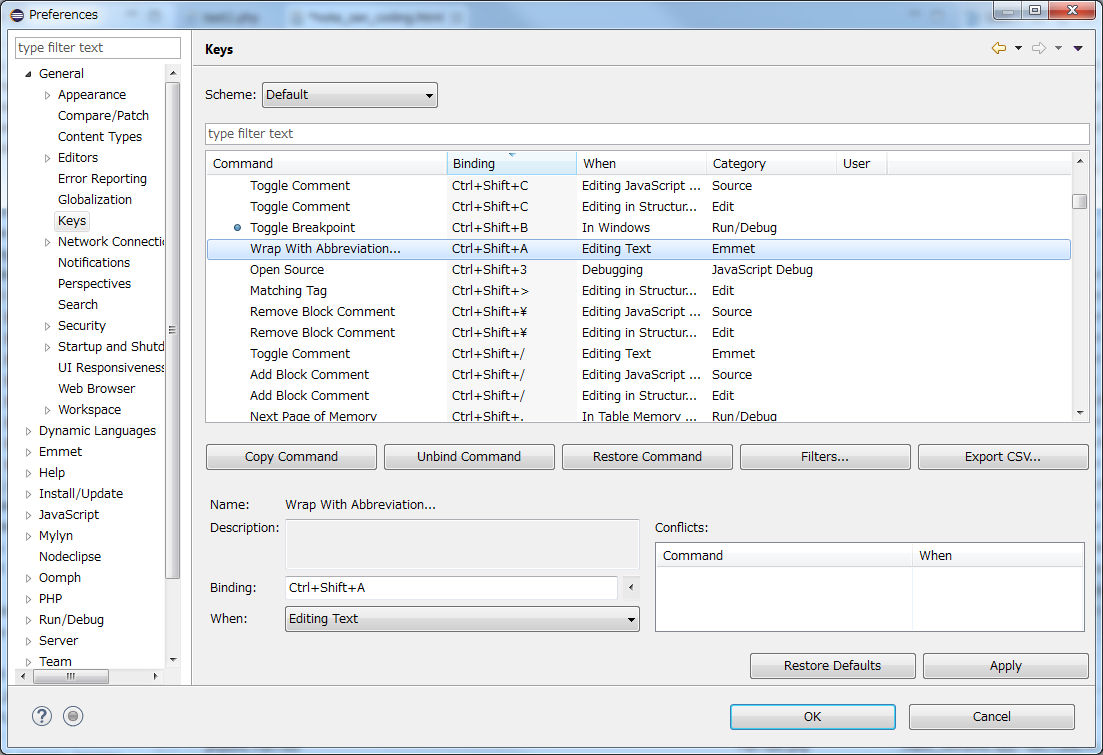 Preferences
type filter text
General
Appearance
Compare/Patch
Content Types
Editors
Error Reporting
Globalization
Keys
Network Connectio
Notifications
Perspectives
Search
Security
Startup and Shutd
UI Responsiveness
Web Browser
Workspace
Dynamic Languages
Emmet
Help
Install/Update
JavaScript
Mylyn
Nodeclipse
Oomph
PHP
Run/Debug
Server
Team
Keys
Scheme: Default
type filter text
Command Binding When Category User
Toggle Comment Ctrl+Shift+C Editing JavaScript ... Source
Toggle Comment Ctrl+Shift+C Editing in Structur... Edit
Toggle Breakpoint Ctrl+Shift+B In Windows Run/Debug
Wrap With Abbreviation... Ctrl+Shift+A Editing Text Emmet
Open Source Ctrl+Shift+3 Debugging JavaScript Debug
Matching Tag Ctrl+Shift+> Editing in Structur... Edit
Remove Block Comment Ctrl+Shift+¥ Editing JavaScript ... Source
Remove Block Comment Ctrl+Shift+¥ Editing in Structur... Edit
Toggle Comment Ctrl+Shift+/ Editing Text Emmet
Add Block Comment Ctrl+Shift+/ Editing JavaScript ... Source
Add Block Comment Ctrl+Shift+/ Editing in Structur... Edit
Next Page of Memory Ctrl+Shift+. In Table Memory ... Run/Debug
Copy Command Unbind Command Restore Command Filters... Export CSV...
Name: Wrap With Abbreviation...
Description:
Binding: Ctrl+Shift+A
When: Editing Text
Conflicts:
Command When
Restore Defaults Apply
OK Cancel